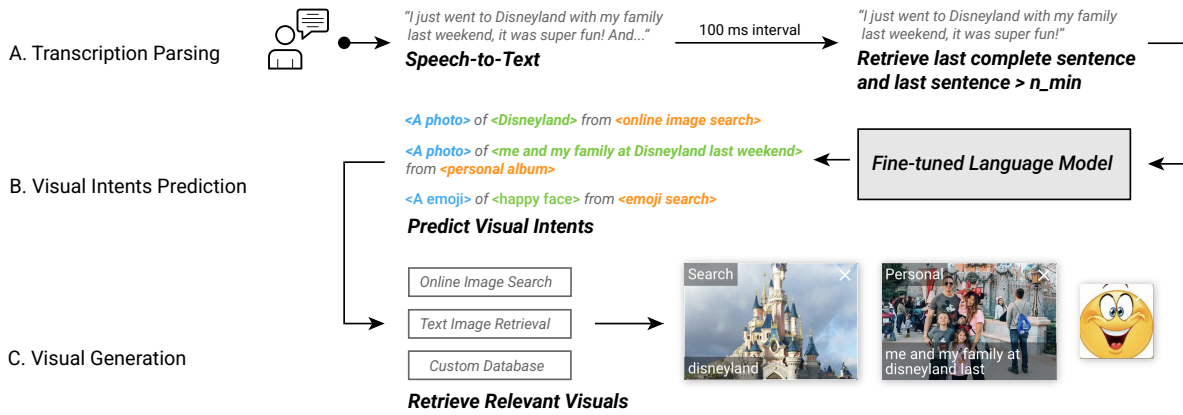 A. Transcription Parsing
“I just went to Disneyland with my family
last weekend, it was super fun! And...”
Speech-to-Text
100 ms interval
“I just went to Disneyland with my family
last weekend, it was super fun!”
Retrieve last complete sentence
and last sentence > n_min
B. Visual Intents Prediction
<A photo> of <Disneyland> from <online image search>
<A photo> of <me and my family at Disneyland last weekend>
from <personal album>
<A emoji> of <happy face> from <emoji search>
Predict Visual Intents
Fine-tuned Language Model
C. Visual Generation
Online Image Search
Text Image Retrieval
Custom Database
Retrieve Relevant Visuals
Search
disneyland
Personal
me and my family at
disneyland last